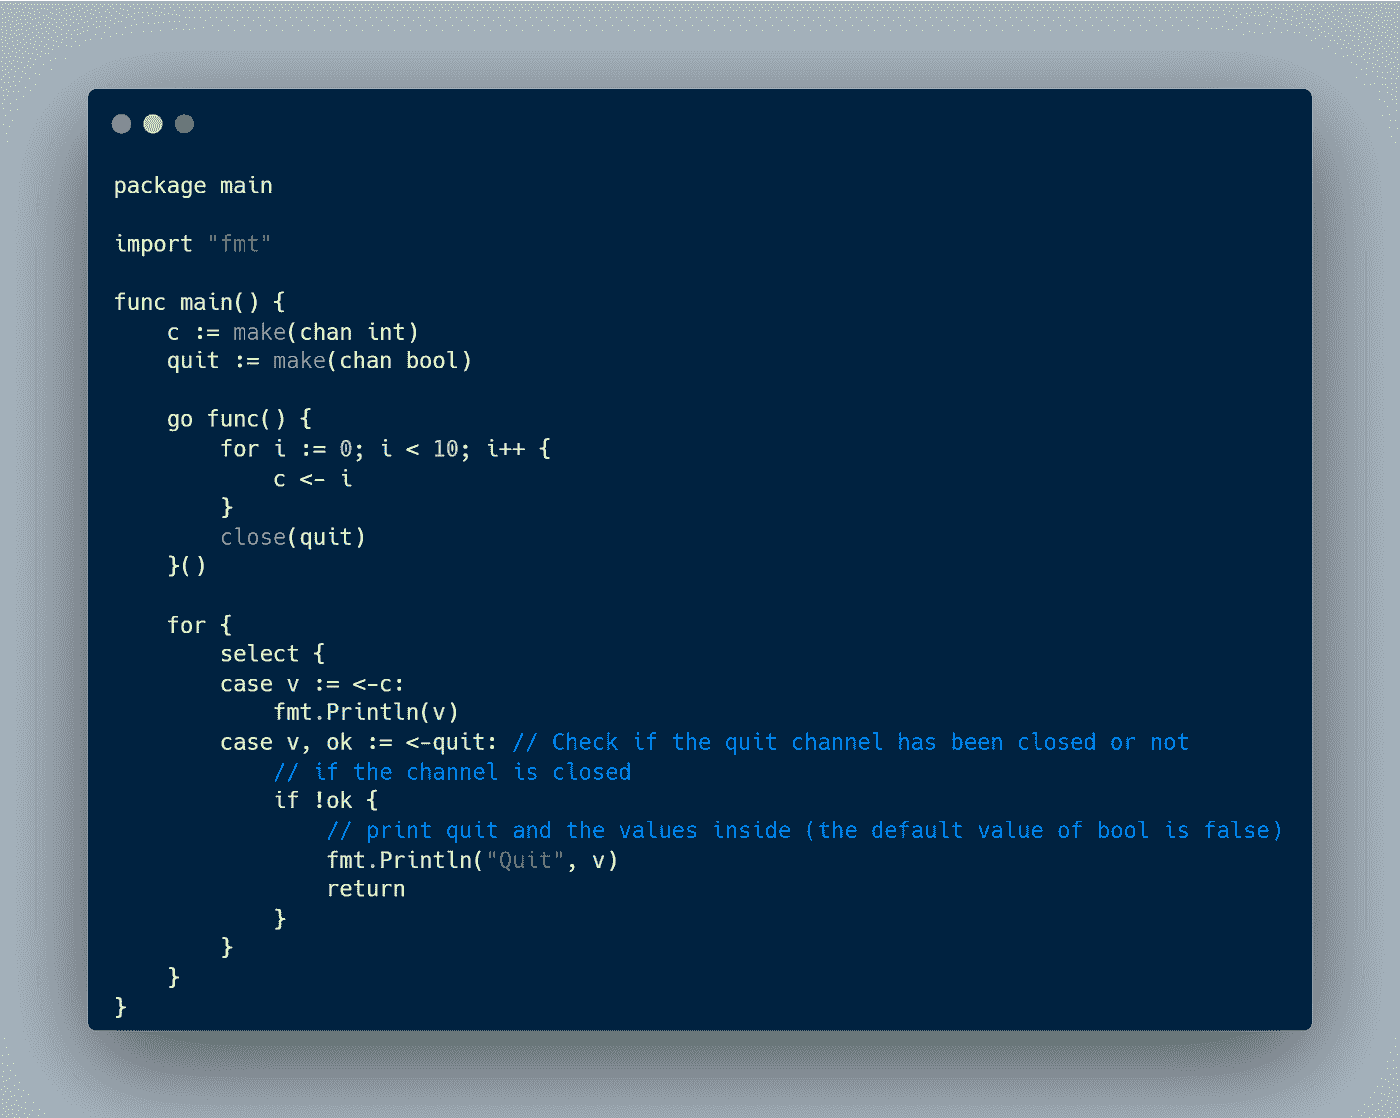 package main
import "fmt"
func main() {
    c := make(chan int)
    quit := make(chan bool)
    go func() {
        for i := 0; i < 10; i++ {
            c <- i
        }
        close(quit)
    }()
    for {
        select {
        case v := <-c:
            fmt.Println(v)
        case v, ok := <-quit: // Check if the quit channel has been closed or not
            // if the channel is closed
            if !ok {
                // print quit and the values inside (the default value of bool is false)
                fmt.Println("Quit", v)
                return
            }
        }
    }
}